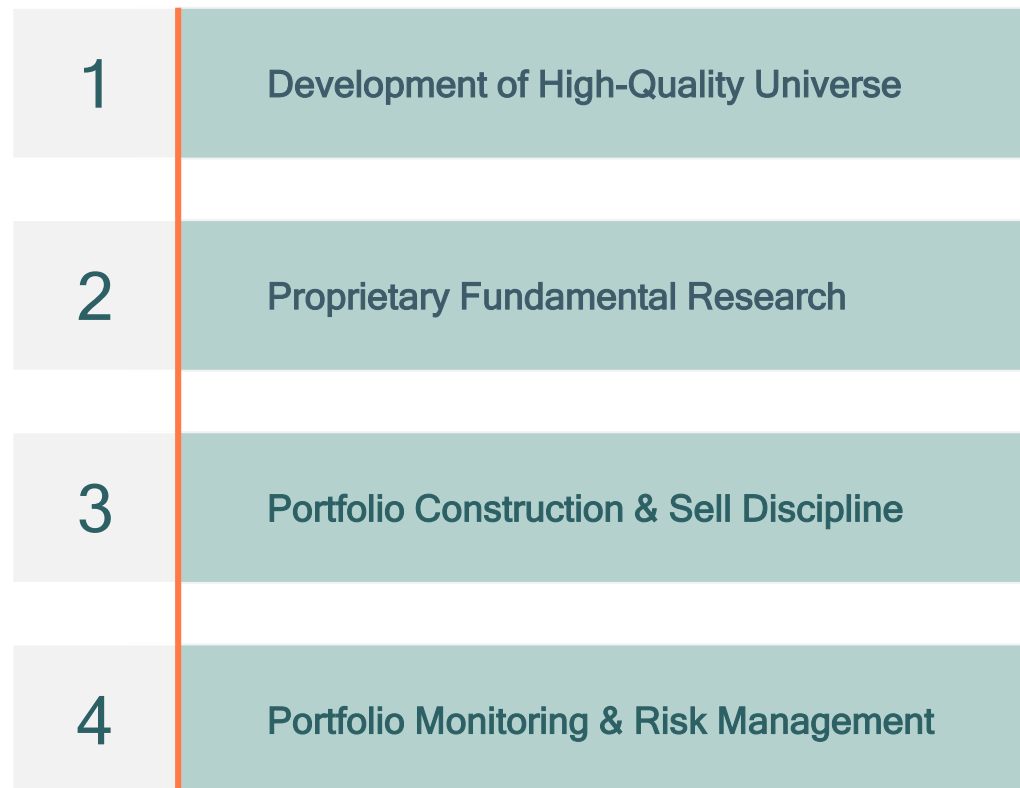 1
Development of High-Quality Universe
2
Proprietary Fundamental Research
3
Portfolio Construction & Sell Discipline
4
Portfolio Monitoring & Risk Management